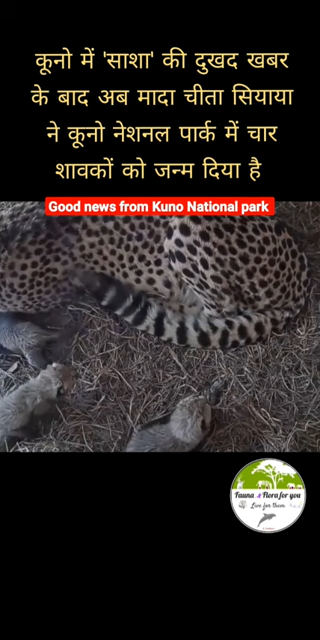 कूनो में 'साशा' की दुखद खबर
के बाद अब मादा चीता सियाया
ने कूनो नेशनल पार्क में चार
शावकों को जन्म दिया है
Good news from Kuno National park
Fauna & Flora for you
Live for them